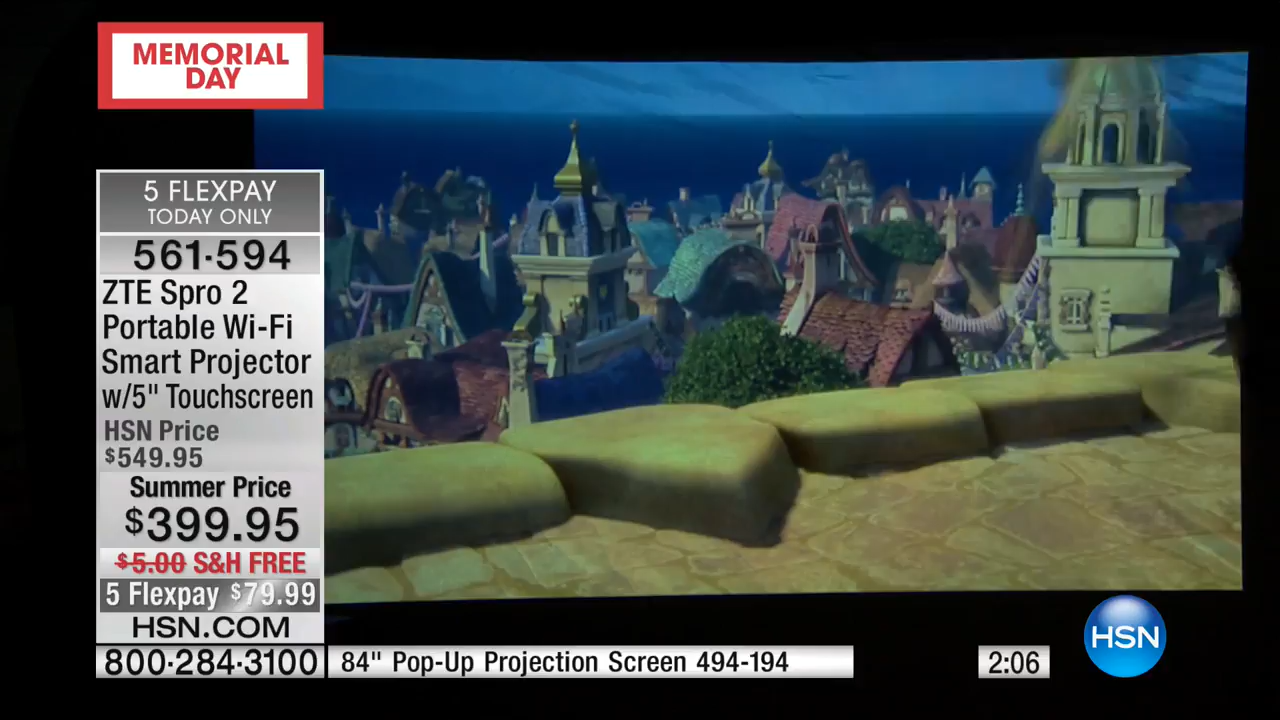 MEMORIAL
DAY
5 FLEXPAY
TODAY ONLY
561·594
ZTE Spro 2
Portable Wi-Fi
Smart Projector
w/5" Touchscreen
HSN Price
$549.95
Summer Price
$399.95
$5.00 S&H FREE
5 Flexpay $79.99
HSN.COM
800·284·3100
84" Pop-Up Projection Screen 494-194
2:06
HSN